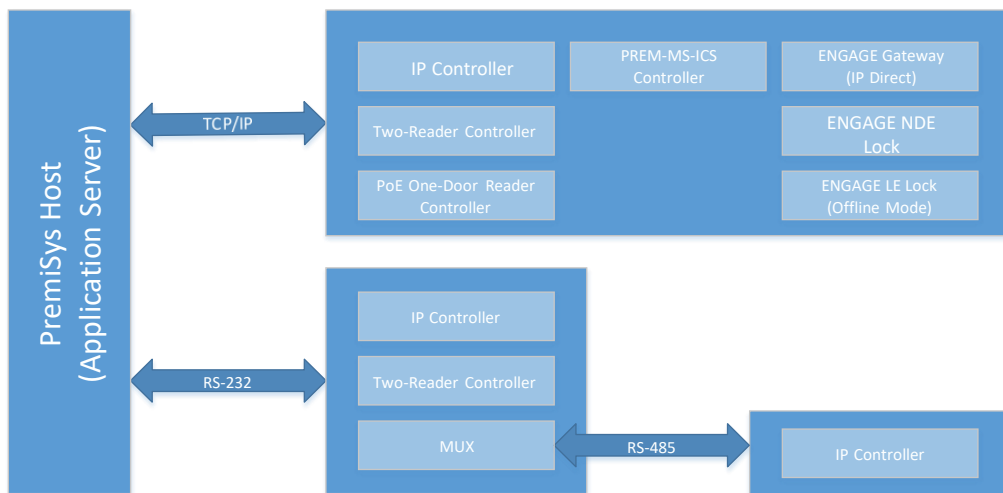 PremiSys Host
(Application Server)
TCP/IP
IP Controller
PREM-MS-ICS
Controller
ENGAGE Gateway
(IP Direct)
Two-Reader Controller
ENGAGE NDE
Lock
PoE One-Door Reader
Controller
ENGAGE LE Lock
(Offline Mode)
RS-232
IP Controller
Two-Reader Controller
MUX
RS-485
IP Controller